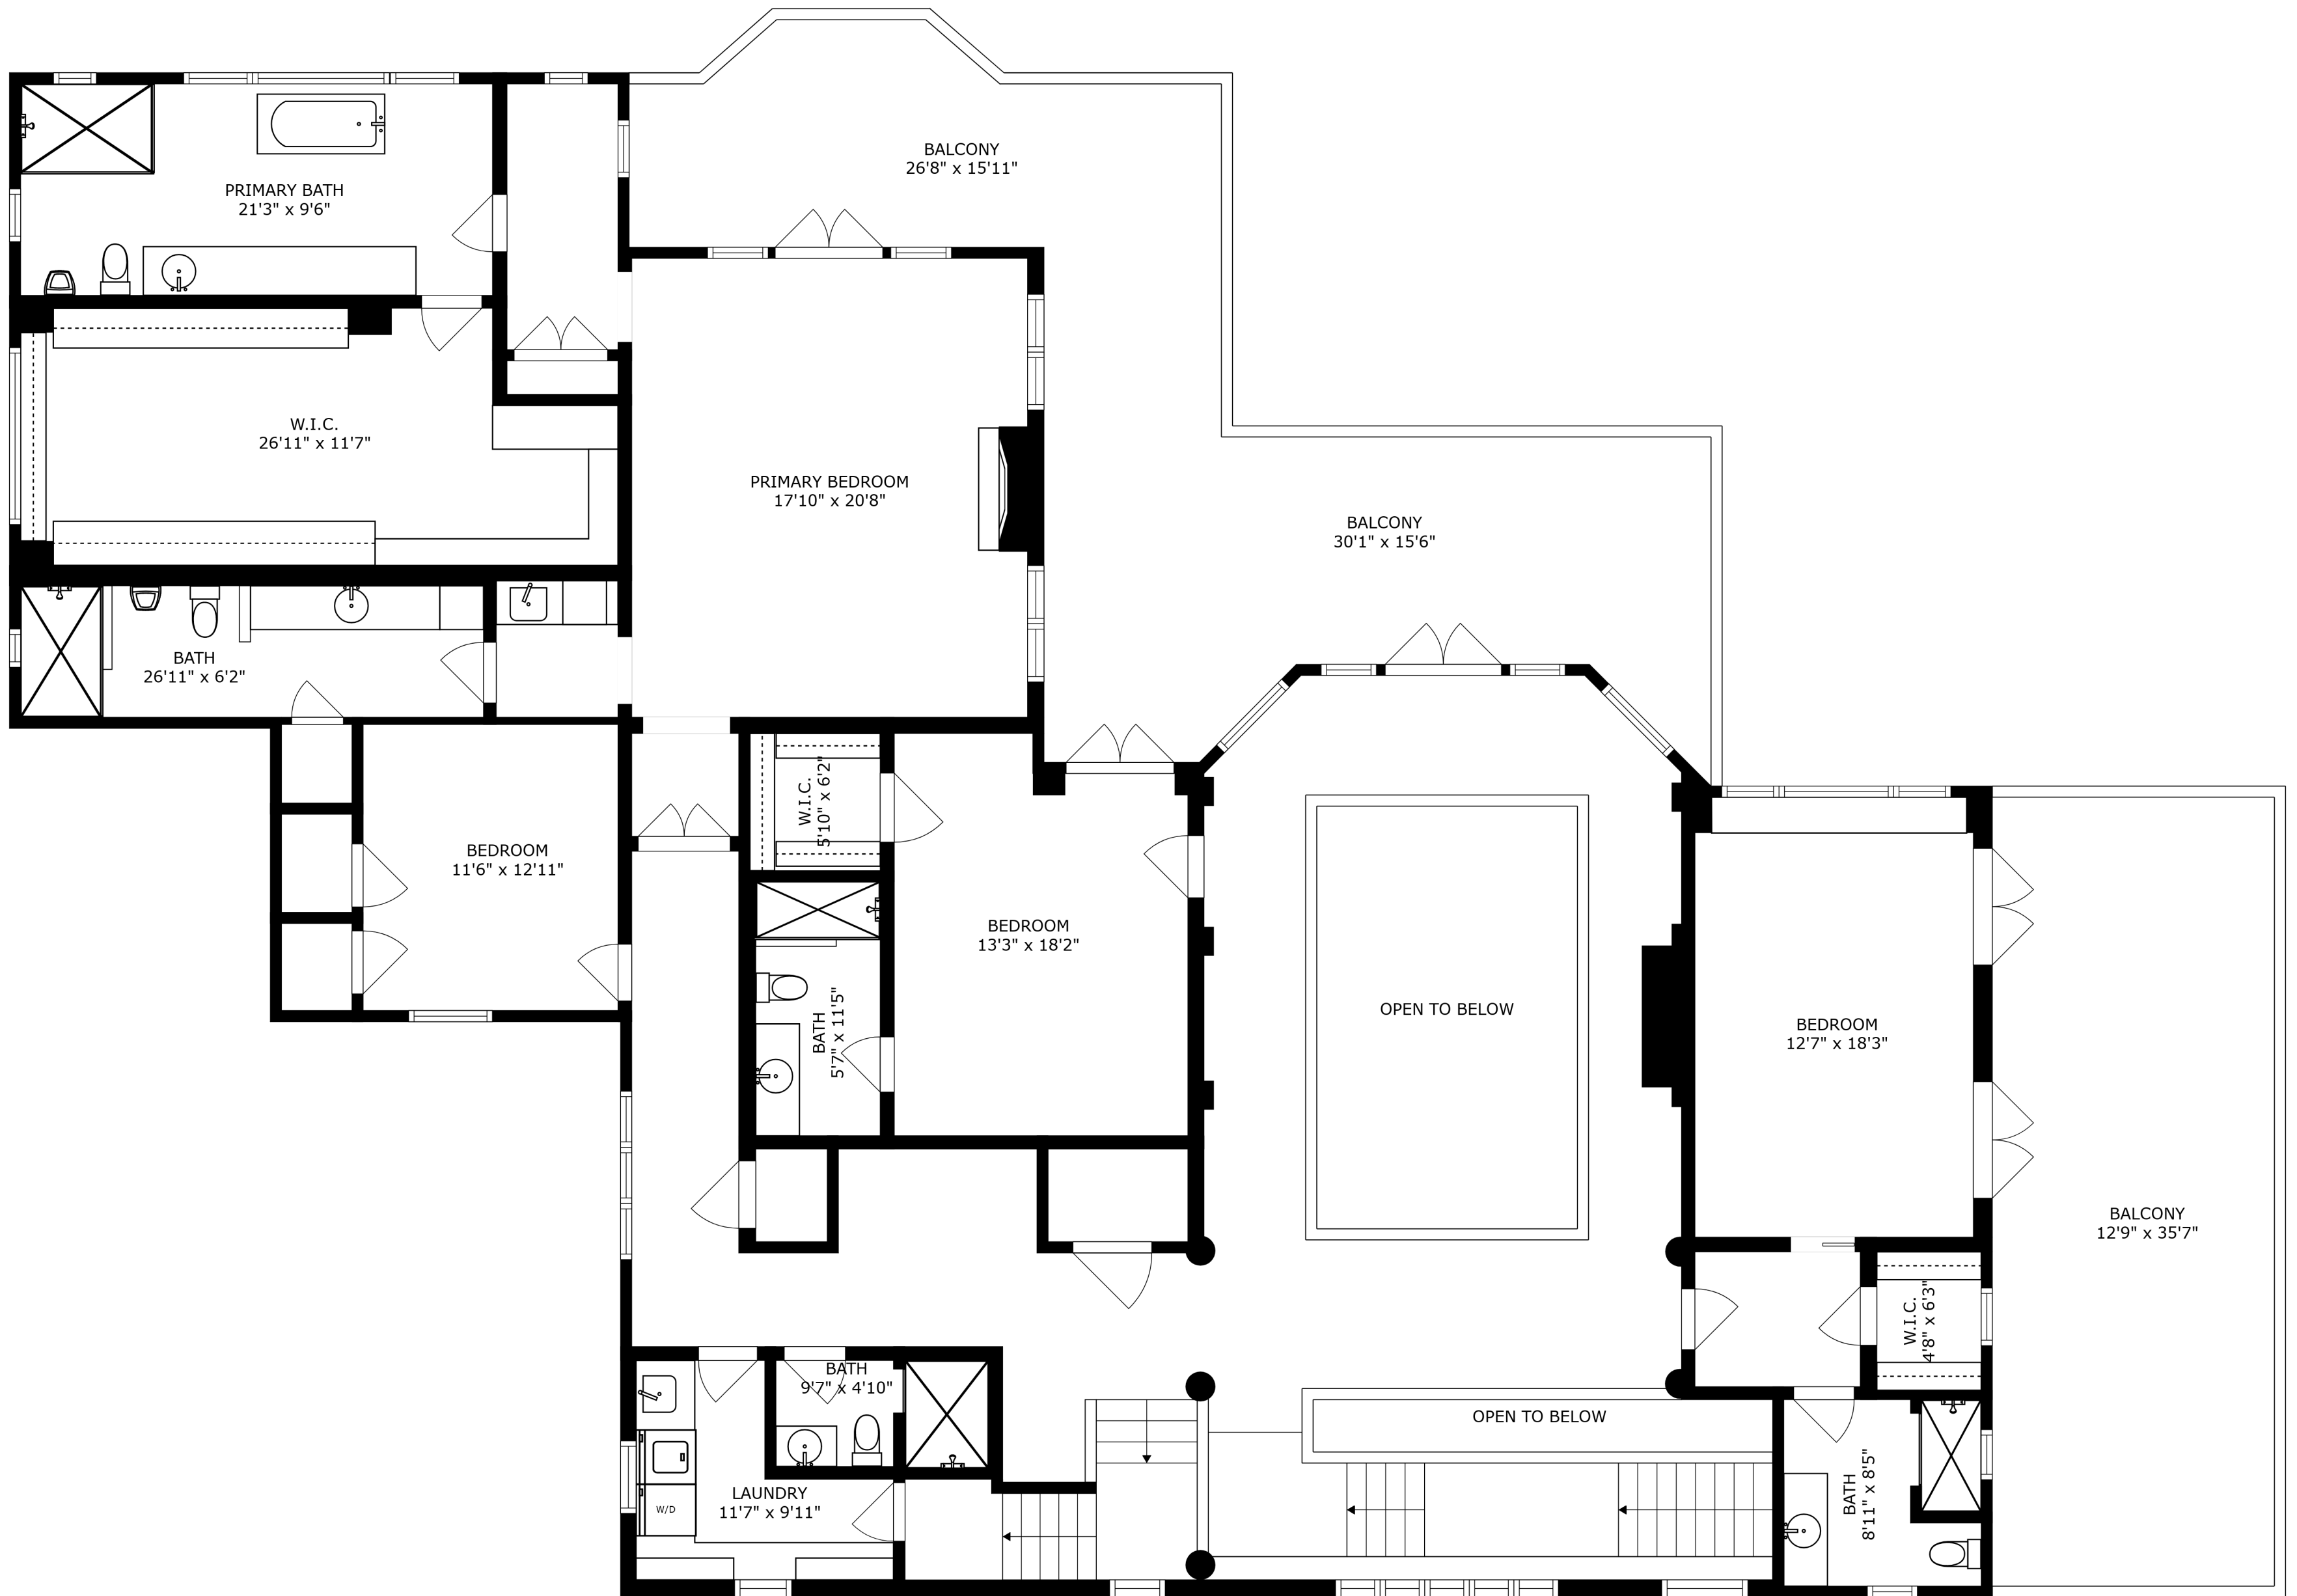 BALCONY
26'8" x 15'11"
PRIMARY BATH
21'3" x 9'6"
W.I.C.
26'11" x 11'7"
PRIMARY BEDROOM
17'10" x 20'8"
BALCONY
30'1" x 15'6"
BATH
26'11" x 6'2"
W.I.C.
5'10" x 6'2"
BEDROOM
11'6" x 12'11"
BEDROOM
13'3" x 18'2"
BATH
5'7" x 11'5"
OPEN TO BELOW
BEDROOM
12'7" x 18'3"
BALCONY
12'9" x 35'7"
W.I.C.
4'8" x 6'3"
BATH
9'7" x 4'10"
OPEN TO BELOW
LAUNDRY
11'7" x 9'11"
W/D
BATH
8'11" x 8'5"